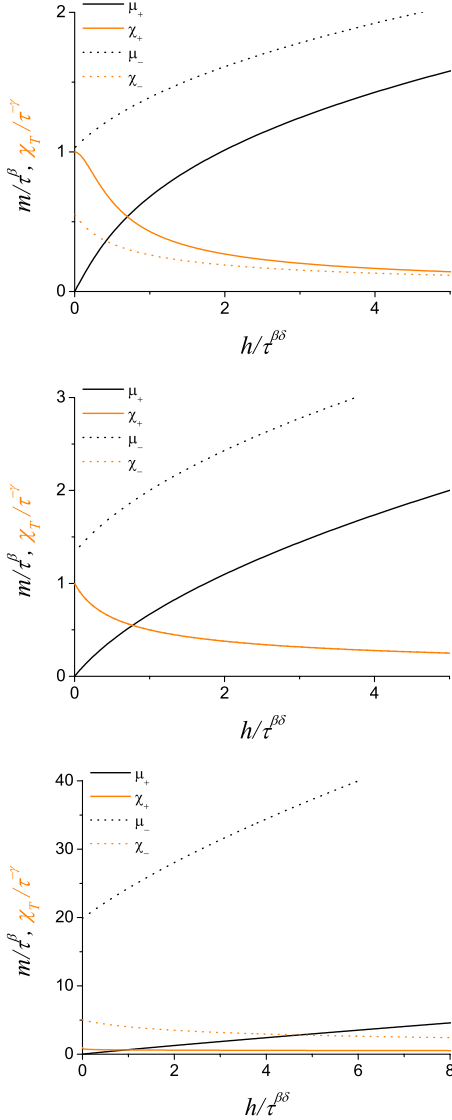 2
μ₊
χ₊
μ₋
χ₋
1
0
0
2
4
m/τ^β, χ_T/τ^{-γ}
h/τ^{βδ}
3
μ₊
χ₊
μ₋
χ₋
2
1
0
0
2
4
m/τ^β, χ_T/τ^{-γ}
h/τ^{βδ}
40
μ₊
χ₊
μ₋
χ₋
30
20
10
0
0
2
4
6
8
m/τ^β, χ_T/τ^{-γ}
h/τ^{βδ}